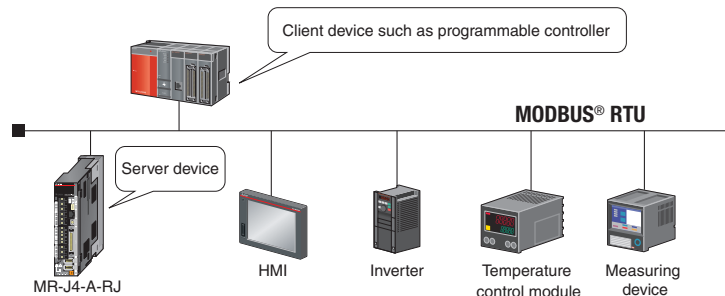 Client device such as programmable controller
MODBUS® RTU
Server device
MR-J4-A-RJ
HMI
Inverter
Temperature
control module
Measuring
device